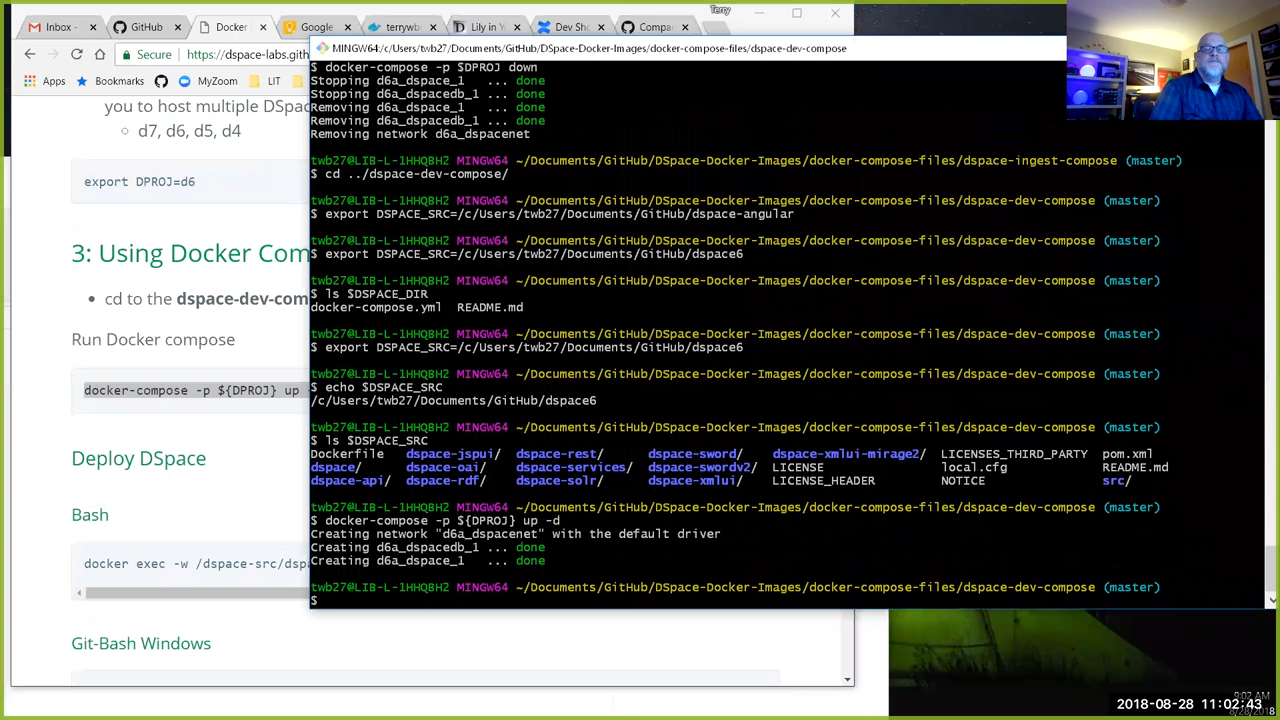 Terry
Inbox -
GitHub
Docker
Google
terrywb
Lily in Y
Dev Sho
Compa
Secure
https://dspace-labs.gith
Apps
Bookmarks
MyZoom
LIT
you to host multiple DSpa
d7, d6, d5, d4
export DPROJ=d6
3: Using Docker Com
cd to the dspace-dev-com
Run Docker compose
docker-compose -p ${DPROJ} up
Deploy DSpace
Bash
docker exec -w /dspace-src/dsp
Git-Bash Windows
MINGW64:/c/Users/twb27/Documents/GitHub/DSpace-Docker-Images/docker-compose-files/dspace-dev-compose
$ docker-compose -p $DPROJ down
Stopping d6a_dspace_1 ... done
Stopping d6a_dspacedb_1 ... done
Removing d6a_dspace_1 ... done
Removing d6a_dspacedb_1 ... done
Removing network d6a_dspacenet
twb27@LIB-L-1HHQBH2 MINGW64 ~/Documents/GitHub/DSpace-Docker-Images/docker-compose-files/dspace-ingest-compose (master)
$ cd ../dspace-dev-compose/
twb27@LIB-L-1HHQBH2 MINGW64 ~/Documents/GitHub/DSpace-Docker-Images/docker-compose-files/dspace-dev-compose (master)
$ export DSPACE_SRC=/c/Users/twb27/Documents/GitHub/dspace-angular
twb27@LIB-L-1HHQBH2 MINGW64 ~/Documents/GitHub/DSpace-Docker-Images/docker-compose-files/dspace-dev-compose (master)
$ export DSPACE_SRC=/c/Users/twb27/Documents/GitHub/dspace6
twb27@LIB-L-1HHQBH2 MINGW64 ~/Documents/GitHub/DSpace-Docker-Images/docker-compose-files/dspace-dev-compose (master)
$ ls $DSPACE_DIR
docker-compose.yml README.md
twb27@LIB-L-1HHQBH2 MINGW64 ~/Documents/GitHub/DSpace-Docker-Images/docker-compose-files/dspace-dev-compose (master)
$ export DSPACE_SRC=/c/Users/twb27/Documents/GitHub/dspace6
twb27@LIB-L-1HHQBH2 MINGW64 ~/Documents/GitHub/DSpace-Docker-Images/docker-compose-files/dspace-dev-compose (master)
$ echo $DSPACE_SRC
/c/Users/twb27/Documents/GitHub/dspace6
twb27@LIB-L-1HHQBH2 MINGW64 ~/Documents/GitHub/DSpace-Docker-Images/docker-compose-files/dspace-dev-compose (master)
$ ls $DSPACE_SRC
Dockerfile dspace-jspui/ dspace-rest/ dspace-sword/ dspace-xmlui-mirage2/ LICENSES_THIRD_PARTY pom.xml
dspace/ dspace-oai/ dspace-services/ dspace-swordv2/ LICENSE local.cfg README.md
dspace-api/ dspace-rdf/ dspace-solr/ dspace-xmlui/ LICENSE_HEADER NOTICE src/
twb27@LIB-L-1HHQBH2 MINGW64 ~/Documents/GitHub/DSpace-Docker-Images/docker-compose-files/dspace-dev-compose (master)
$ docker-compose -p ${DPROJ} up -d
Creating network "d6a_dspacenet" with the default driver
Creating d6a_dspacedb_1 ... done
Creating d6a_dspace_1 ... done
twb27@LIB-L-1HHQBH2 MINGW64 ~/Documents/GitHub/DSpace-Docker-Images/docker-compose-files/dspace-dev-compose (master)
$
9:02 AM
2018-08-28 11:02:43
8/28/2018